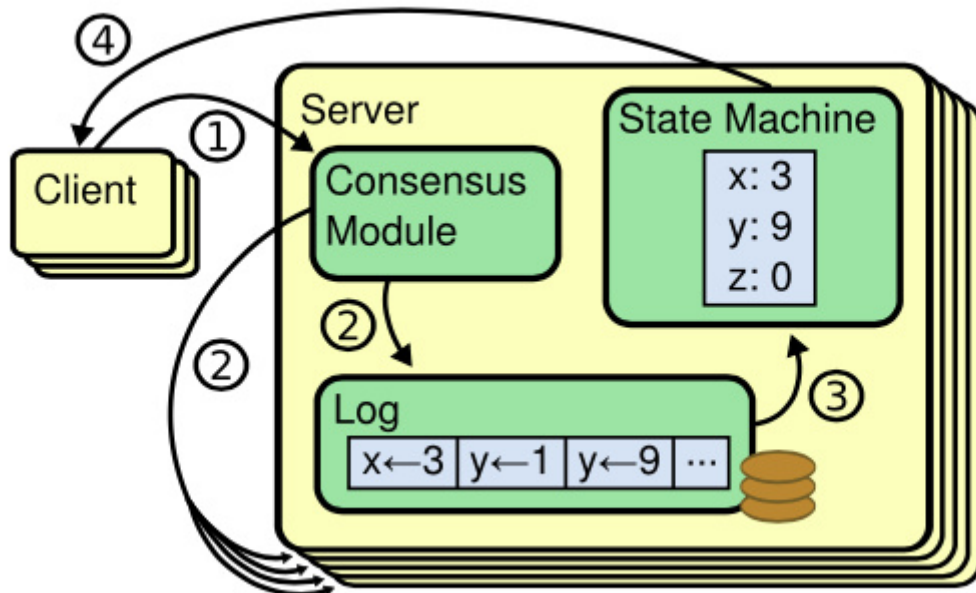 ④
①
Server
State Machine
Client
Consensus
Module
x: 3
y: 9
z: 0
②
②
③
Log
x←3 y←1 y←9 ...